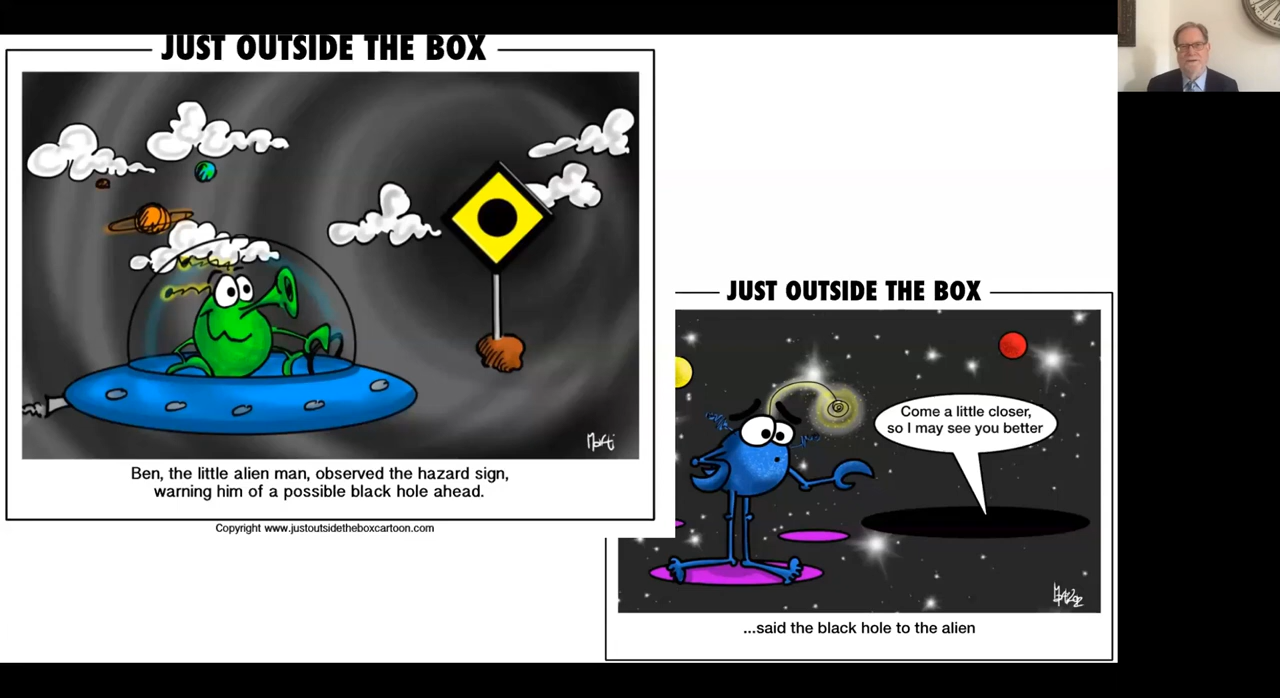 JUST OUTSIDE THE BOX
Ben, the little alien man, observed the hazard sign,
warning him of a possible black hole ahead.
Copyright www.justoutsidetheboxcartoon.com
JUST OUTSIDE THE BOX
Come a little closer,
so I may see you better
...said the black hole to the alien